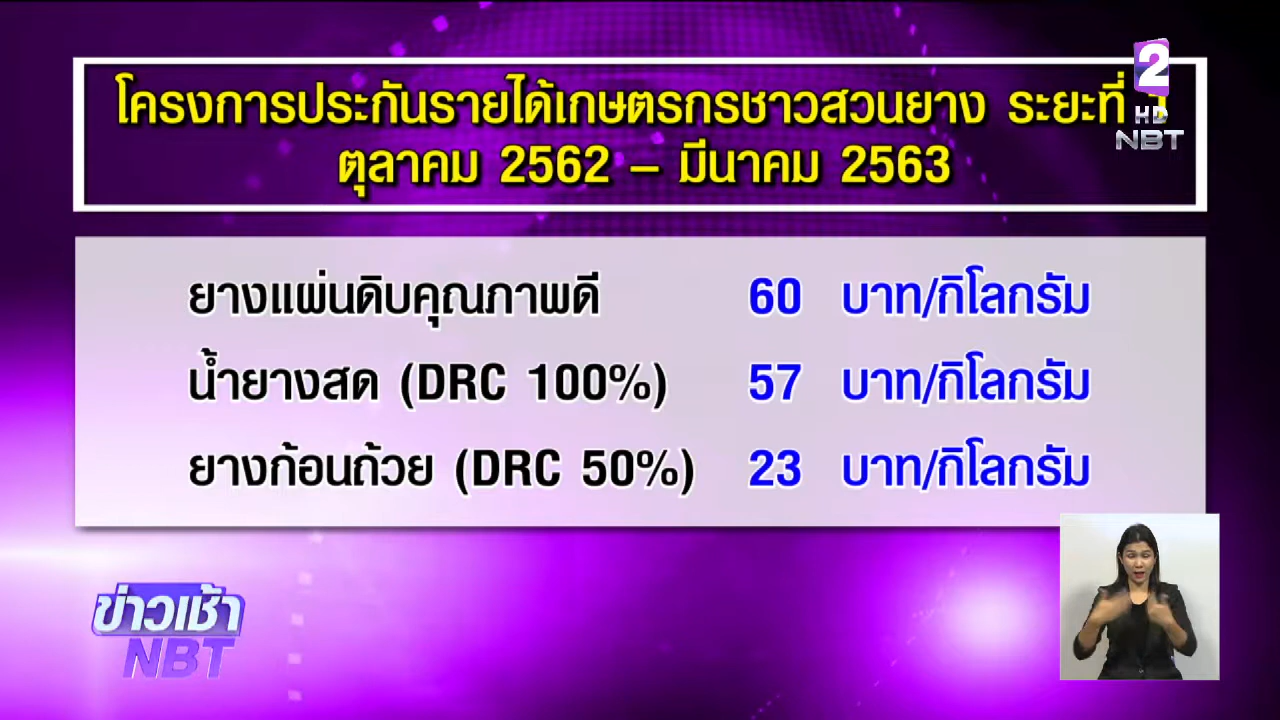 โครงการประกันรายได้เกษตรกรชาวสวนยาง ระยะที่
ตุลาคม 2562 – มีนาคม 2563
2
HD
NBT
ยางแผ่นดิบคุณภาพดี 60 บาท/กิโลกรัม
น้ำยางสด (DRC 100%) 57 บาท/กิโลกรัม
ยางก้อนถ้วย (DRC 50%) 23 บาท/กิโลกรัม
ข่าวเช้า
NBT